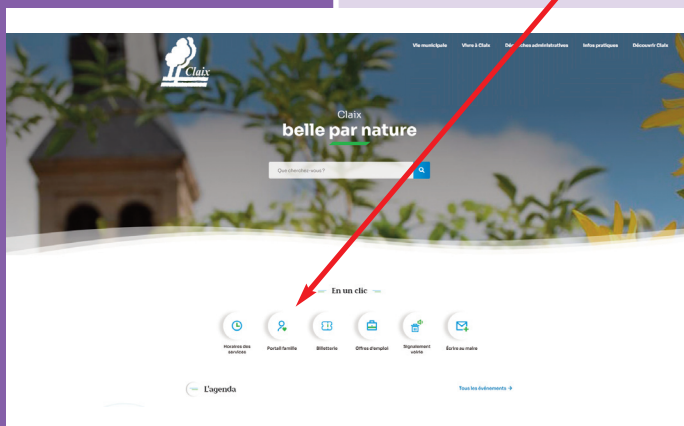 Claix
Vie municipale Vivre à Claix Démarches administratives Infos pratiques Découvrir Claix
Claix
belle par nature
Que cherchez-vous ?
En un clic
Horaires des services
Portail famille
Billetterie
Offres d'emploi
Signalement voirie
Écrire au maire
L'agenda
Tous les événements →